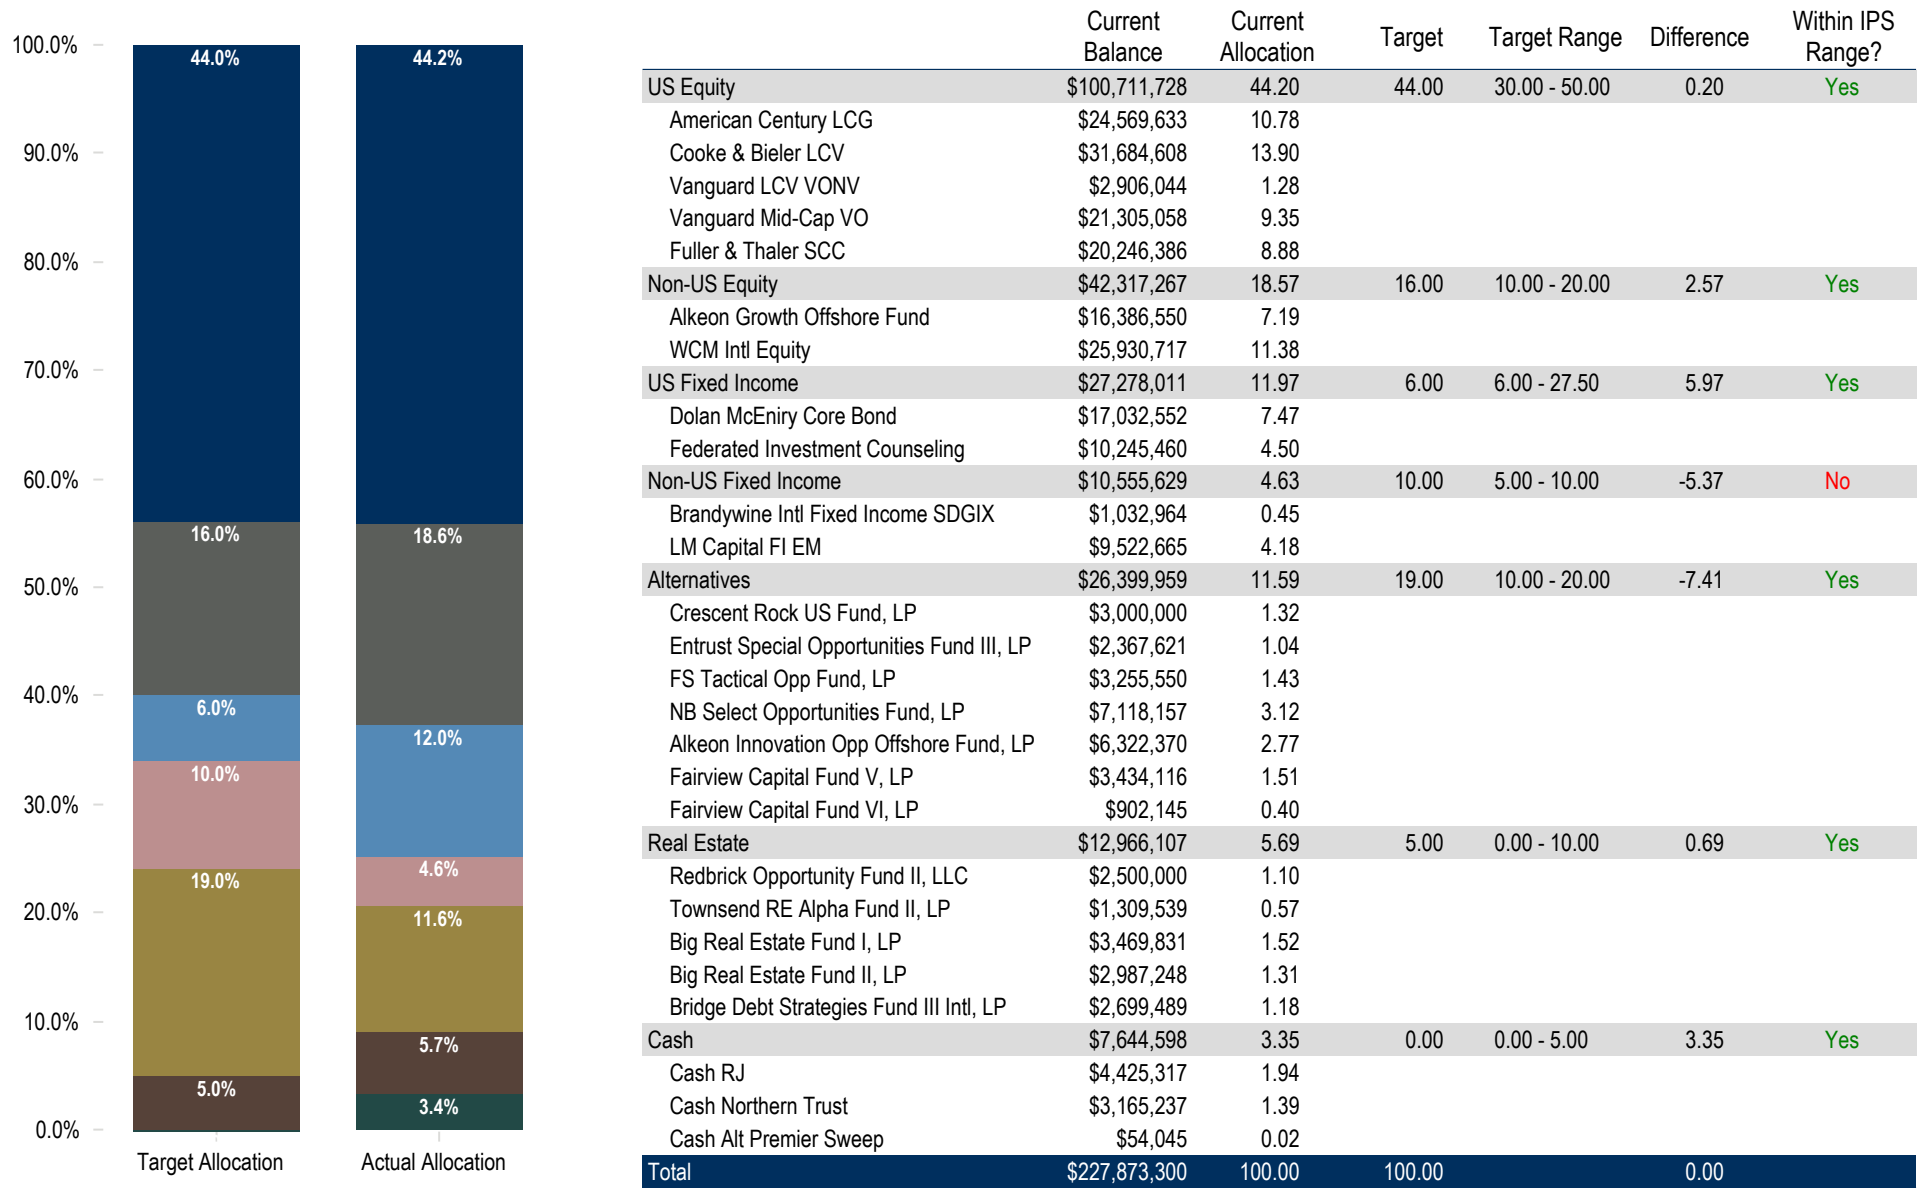 100.0%
90.0%
80.0%
70.0%
60.0%
50.0%
40.0%
30.0%
20.0%
10.0%
0.0%
44.0%
16.0%
6.0%
10.0%
19.0%
5.0%
Target Allocation
44.2%
18.6%
12.0%
4.6%
11.6%
5.7%
3.4%
Actual Allocation
Current Balance Current Allocation Target Target Range Difference Within IPS Range?
US Equity $100,711,728 44.20 44.00 30.00 - 50.00 0.20 Yes
American Century LCG $24,569,633 10.78
Cooke & Bieler LCV $31,684,608 13.90
Vanguard LCV VONV $2,906,044 1.28
Vanguard Mid-Cap VO $21,305,058 9.35
Fuller & Thaler SCC $20,246,386 8.88
Non-US Equity $42,317,267 18.57 16.00 10.00 - 20.00 2.57 Yes
Alkeon Growth Offshore Fund $16,386,550 7.19
WCM Intl Equity $25,930,717 11.38
US Fixed Income $27,278,011 11.97 6.00 6.00 - 27.50 5.97 Yes
Dolan McEniry Core Bond $17,032,552 7.47
Federated Investment Counseling $10,245,460 4.50
Non-US Fixed Income $10,555,629 4.63 10.00 5.00 - 10.00 -5.37 No
Brandywine Intl Fixed Income SDGIX $1,032,964 0.45
LM Capital FI EM $9,522,665 4.18
Alternatives $26,399,959 11.59 19.00 10.00 - 20.00 -7.41 Yes
Crescent Rock US Fund, LP $3,000,000 1.32
Entrust Special Opportunities Fund III, LP $2,367,621 1.04
FS Tactical Opp Fund, LP $3,255,550 1.43
NB Select Opportunities Fund, LP $7,118,157 3.12
Alkeon Innovation Opp Offshore Fund, LP $6,322,370 2.77
Fairview Capital Fund V, LP $3,434,116 1.51
Fairview Capital Fund VI, LP $902,145 0.40
Real Estate $12,966,107 5.69 5.00 0.00 - 10.00 0.69 Yes
Redbrick Opportunity Fund II, LLC $2,500,000 1.10
Townsend RE Alpha Fund II, LP $1,309,539 0.57
Big Real Estate Fund I, LP $3,469,831 1.52
Big Real Estate Fund II, LP $2,987,248 1.31
Bridge Debt Strategies Fund III Intl, LP $2,699,489 1.18
Cash $7,644,598 3.35 0.00 0.00 - 5.00 3.35 Yes
Cash RJ $4,425,317 1.94
Cash Northern Trust $3,165,237 1.39
Cash Alt Premier Sweep $54,045 0.02
Total $227,873,300 100.00 100.00 0.00